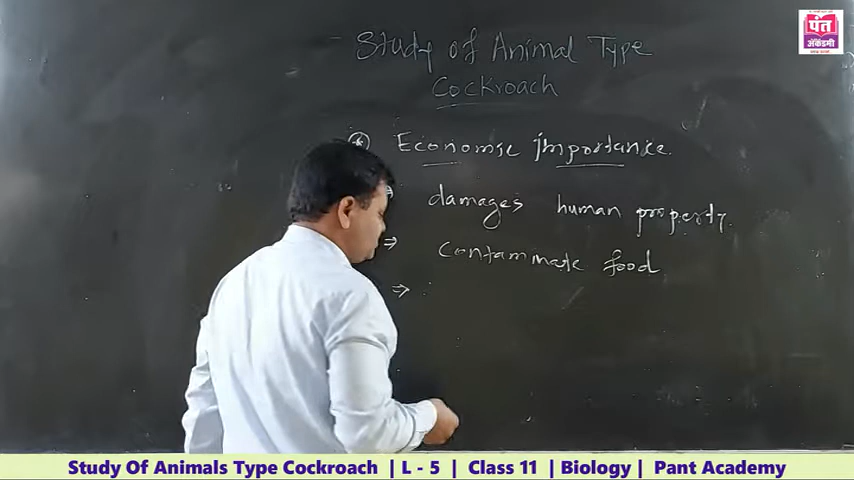 Study of Animal Type
Cockroach
Economic importance.
damages human property.
⇒ contaminate food
⇒
पंत
अॅकॅडमी
Study Of Animals Type Cockroach | L - 5 | Class 11 | Biology | Pant Academy